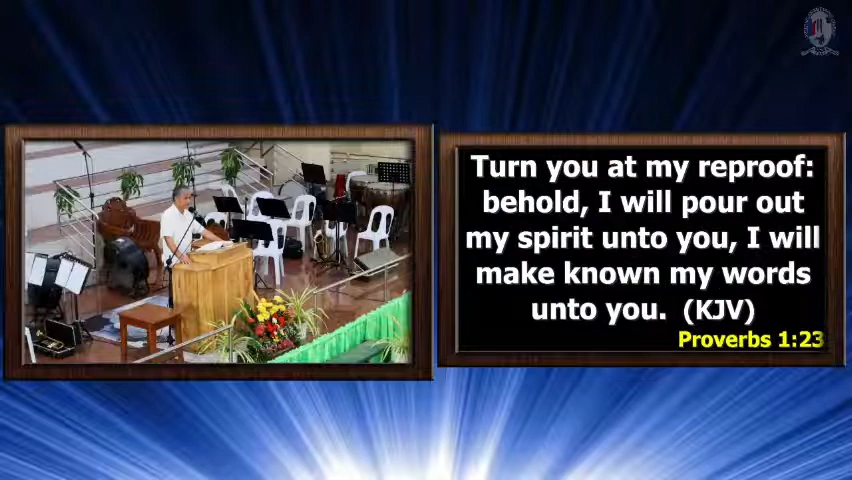 Turn you at my reproof:
behold, I will pour out
my spirit unto you, I will
make known my words
unto you.  (KJV)
Proverbs 1:23